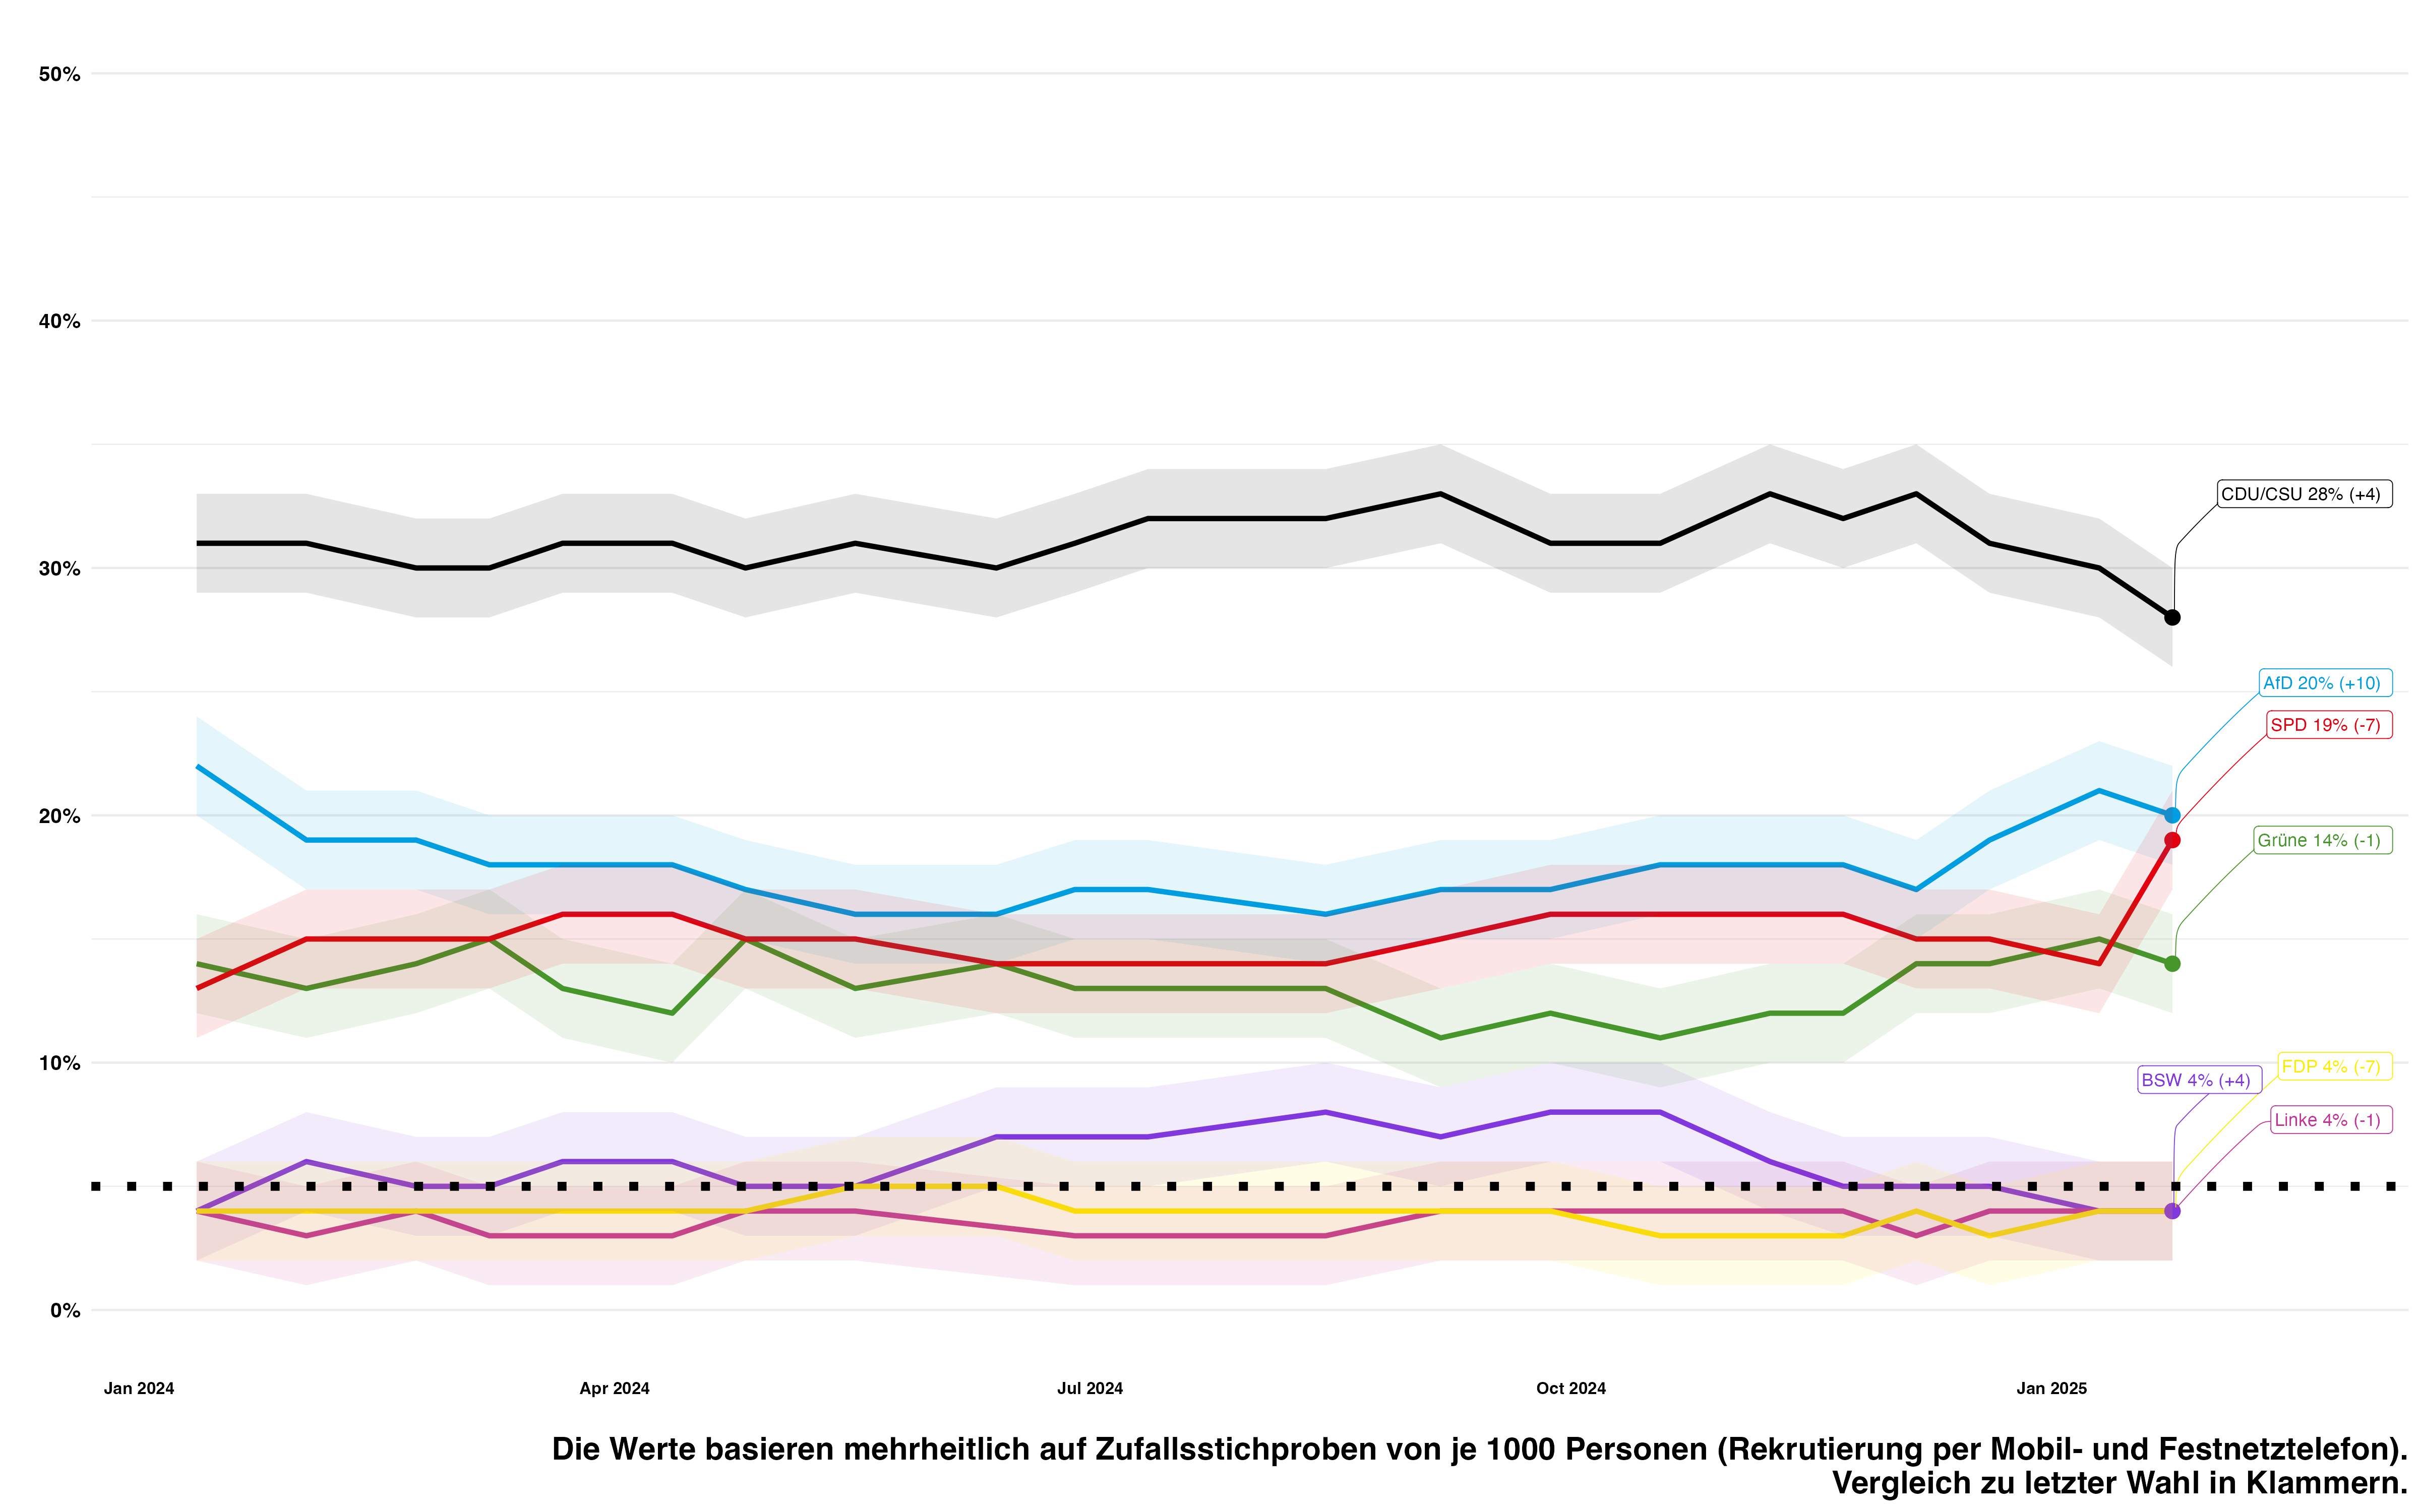 50%
40%
30%
20%
10%
0%
CDU/CSU 28% (+4)
AfD 20% (+10)
SPD 19% (-7)
Grüne 14% (-1)
FDP 4% (-7)
BSW 4% (+4)
Linke 4% (-1)
Jan 2024
Apr 2024
Jul 2024
Oct 2024
Jan 2025
Die Werte basieren mehrheitlich auf Zufallsstichproben von je 1000 Personen (Rekrutierung per Mobil- und Festnetztelefon).
Vergleich zu letzter Wahl in Klammern.